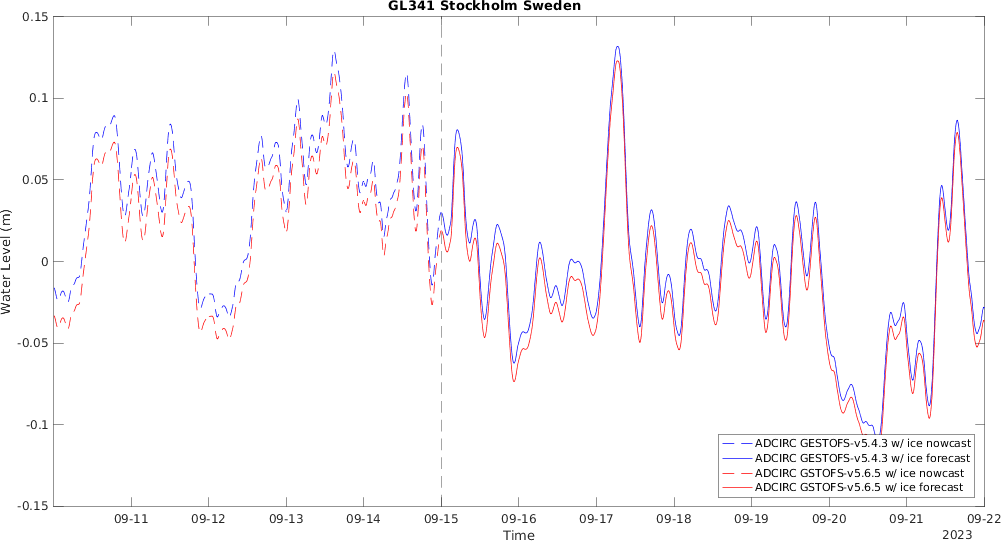 GL341 Stockholm Sweden
0.15
0.1
0.05
0
-0.05
-0.1
-0.15
Water Level (m)
ADCIRC GESTOFS-v5.4.3 w/ ice nowcast
ADCIRC GESTOFS-v5.4.3 w/ ice forecast
ADCIRC GSTOFS-v5.6.5 w/ ice nowcast
ADCIRC GSTOFS-v5.6.5 w/ ice forecast
09-11 09-12 09-13 09-14 09-15 09-16 09-17 09-18 09-19 09-20 09-21 09-22
Time
2023